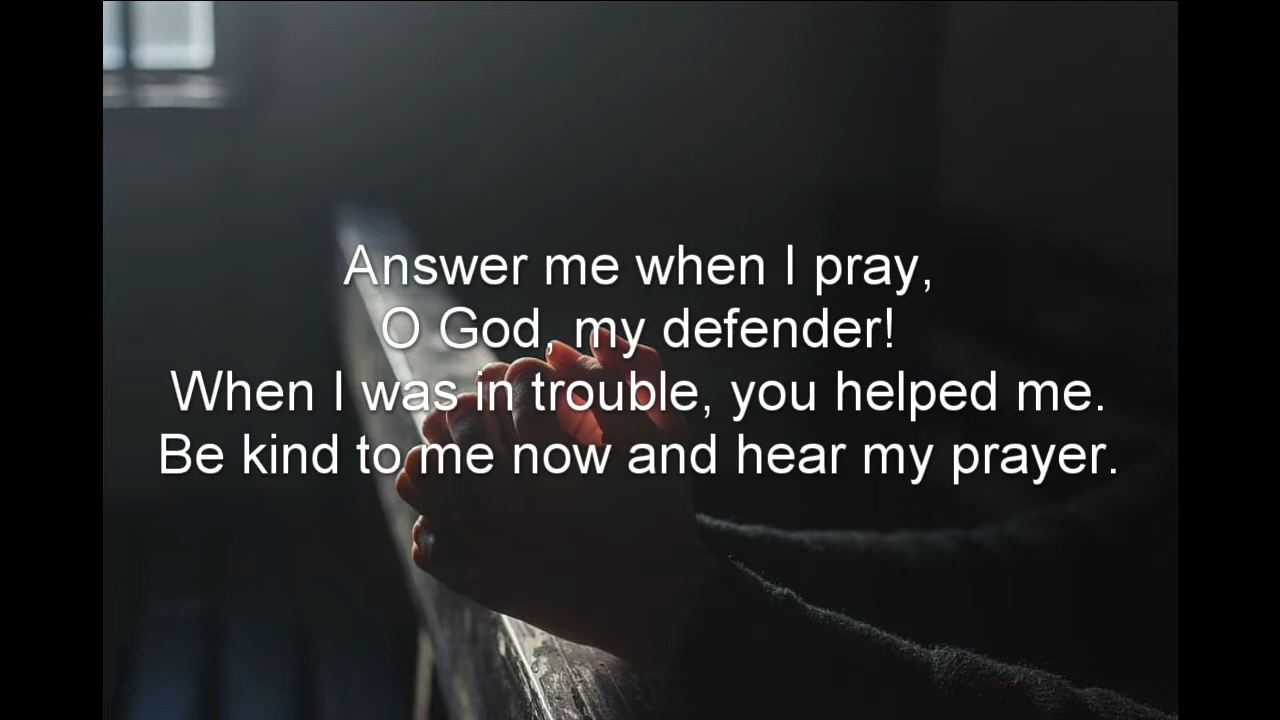 Answer me when I pray,
O God, my defender!
When I was in trouble, you helped me.
Be kind to me now and hear my prayer.